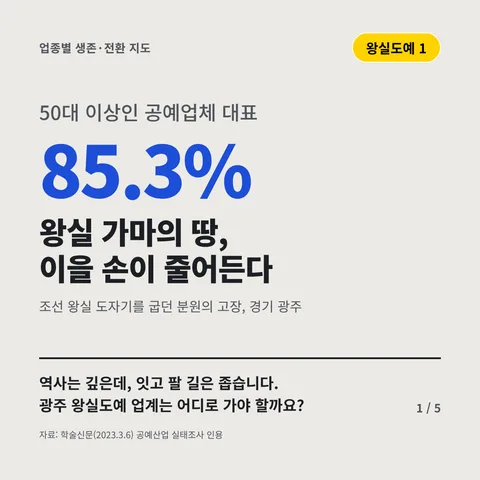 업종별 생존·전환 지도
왕실도예 1
50대 이상인 공예업체 대표
85.3%
왕실 가마의 땅,
이을 손이 줄어든다
조선 왕실 도자기를 굽던 분원의 고장, 경기 광주
역사는 깊은데, 잇고 팔 길은 좁습니다.
광주 왕실도예 업계는 어디로 가야 할까요?
1 / 5
자료: 학술신문(2023.3.6) 공예산업 실태조사 인용